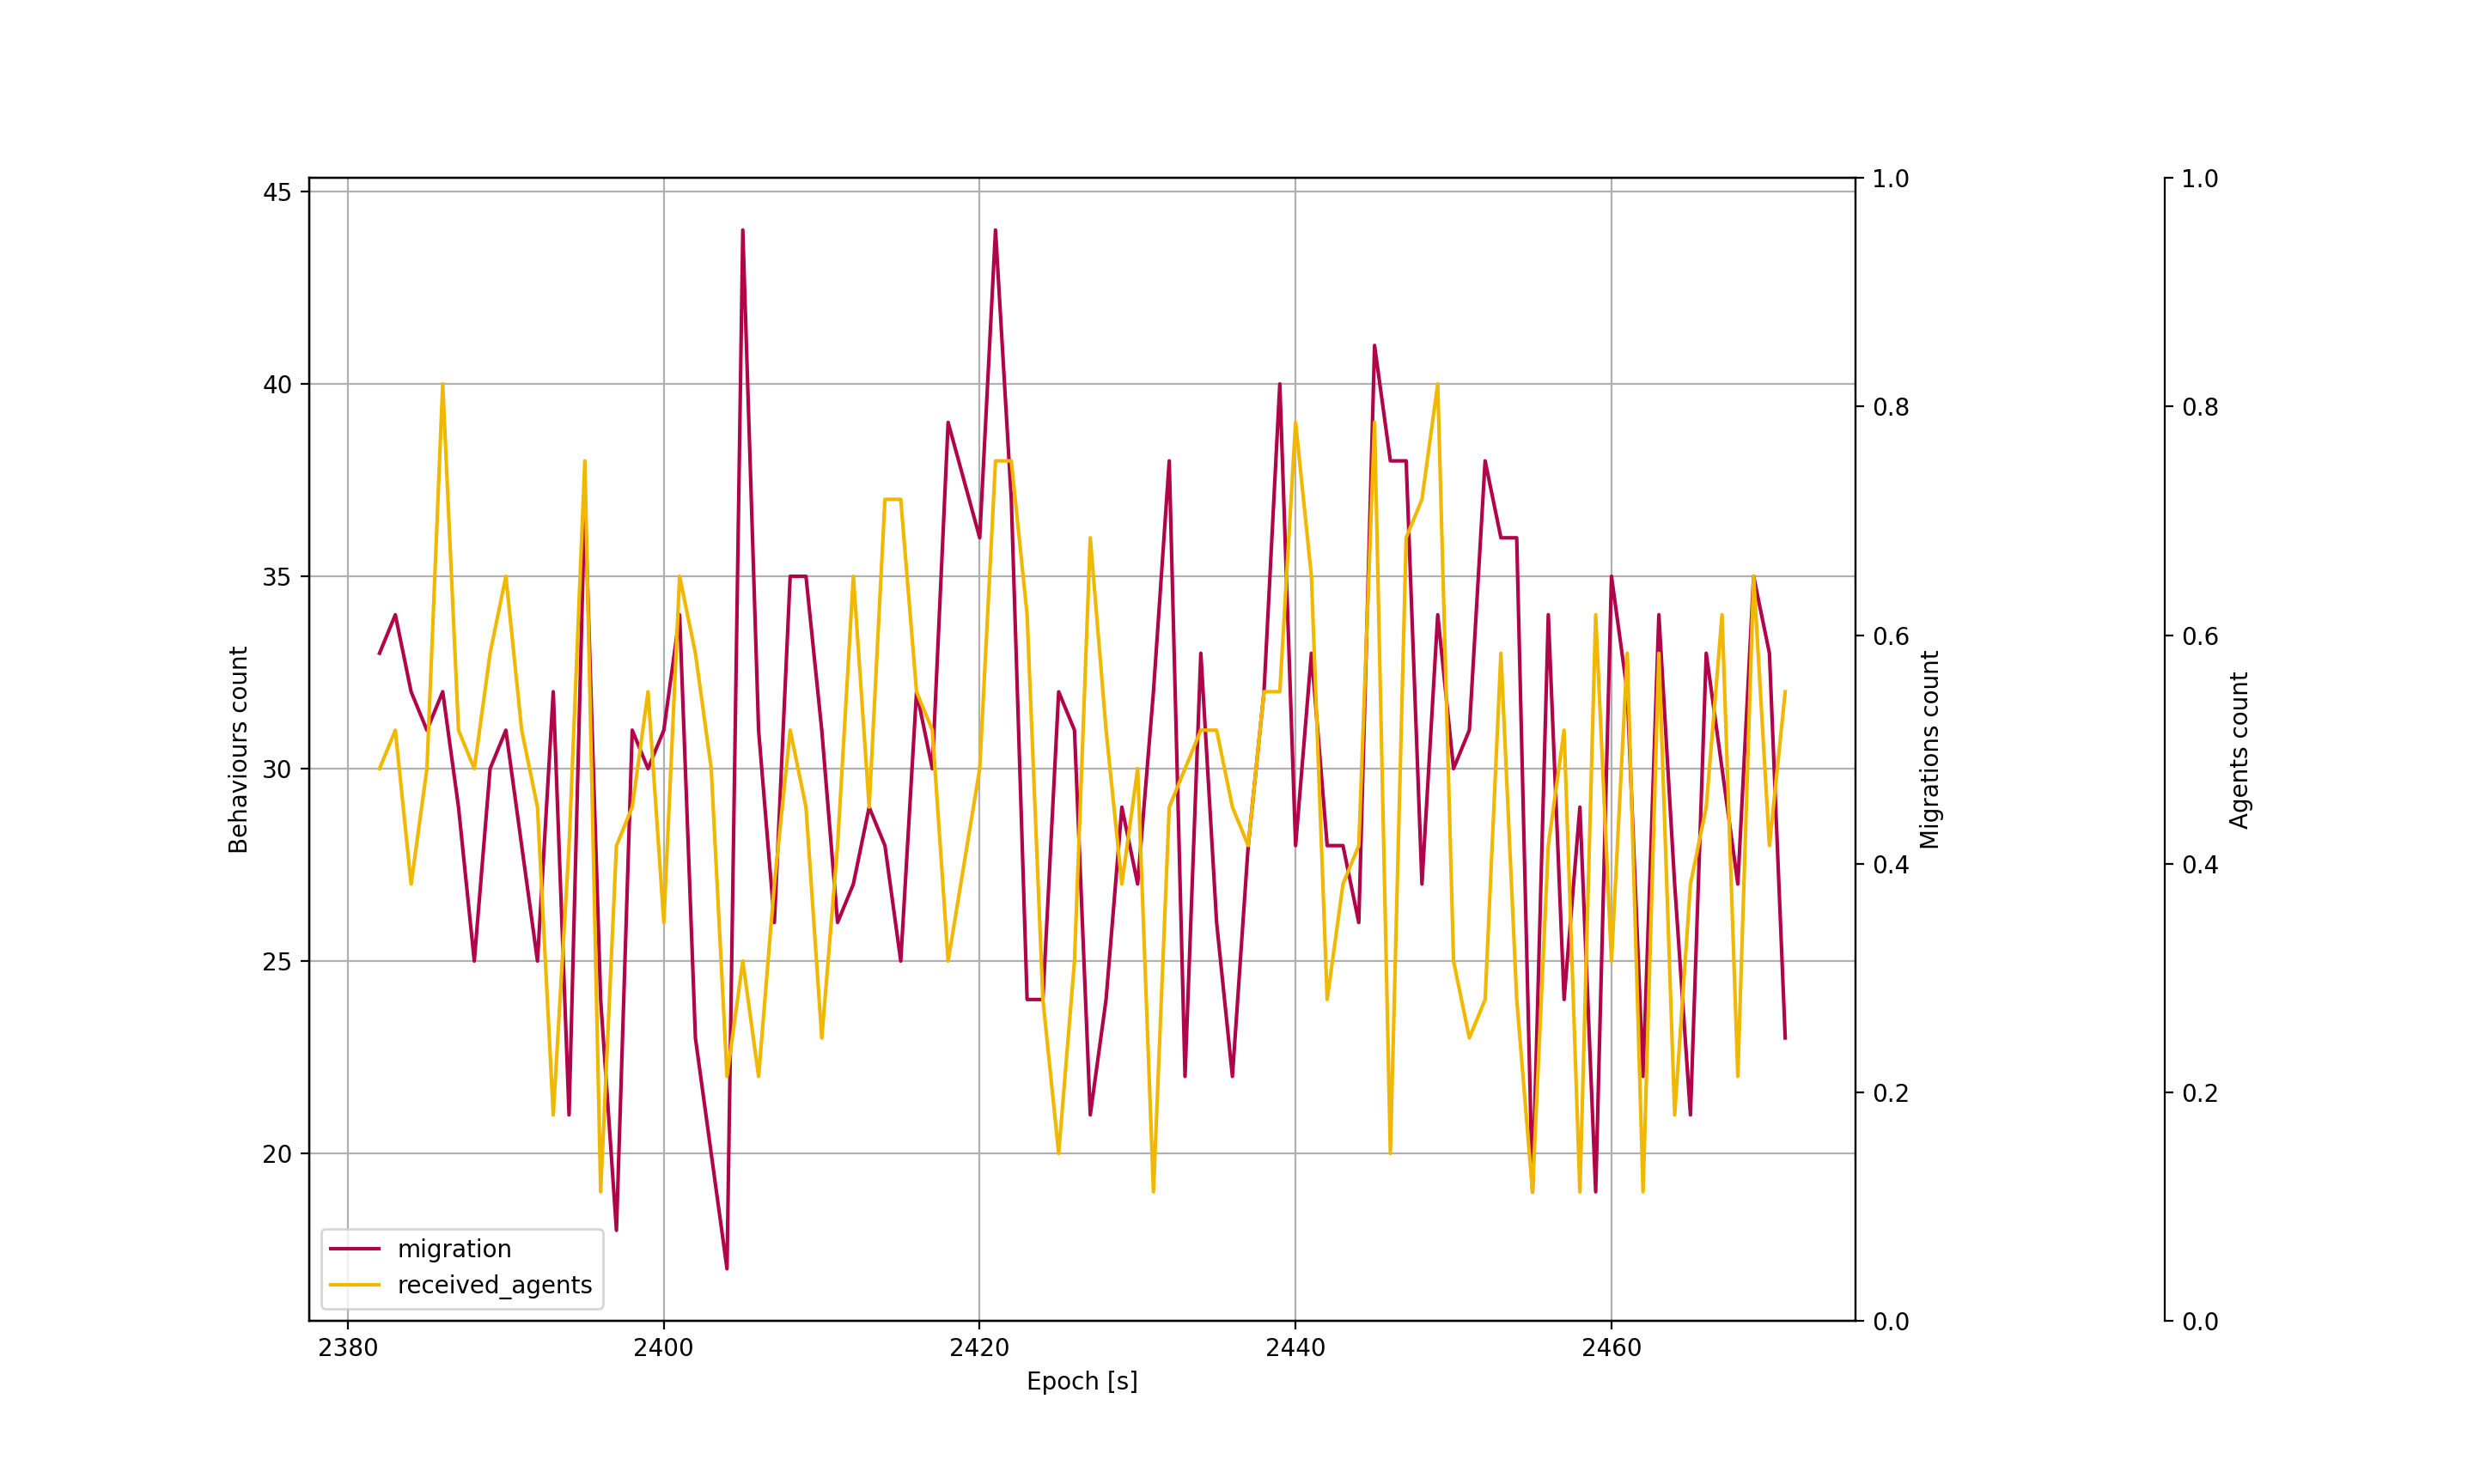 45
40
35
30
25
20
Behaviours count
2380 2400 2420 2440 2460
Epoch [s]
migration
received_agents
1.0
0.8
0.6
0.4
0.2
0.0
Migrations count
1.0
0.8
0.6
0.4
0.2
0.0
Agents count